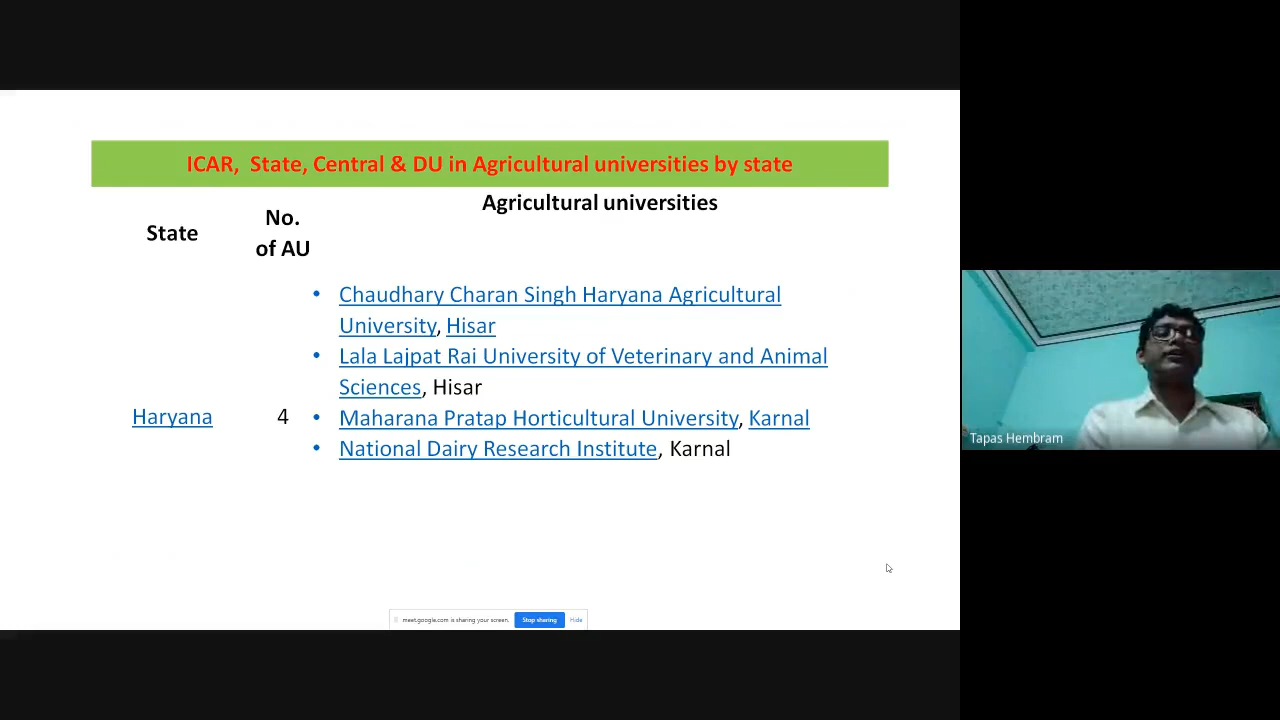 ICAR, State, Central & DU in Agricultural universities by state
State
No.
of AU
Agricultural universities
• Chaudhary Charan Singh Haryana Agricultural
University, Hisar
• Lala Lajpat Rai University of Veterinary and Animal
Sciences, Hisar
Haryana
4
• Maharana Pratap Horticultural University, Karnal
• National Dairy Research Institute, Karnal
Tapas Hembram
meet.google.com is sharing your screen.
Stop sharing
Hide